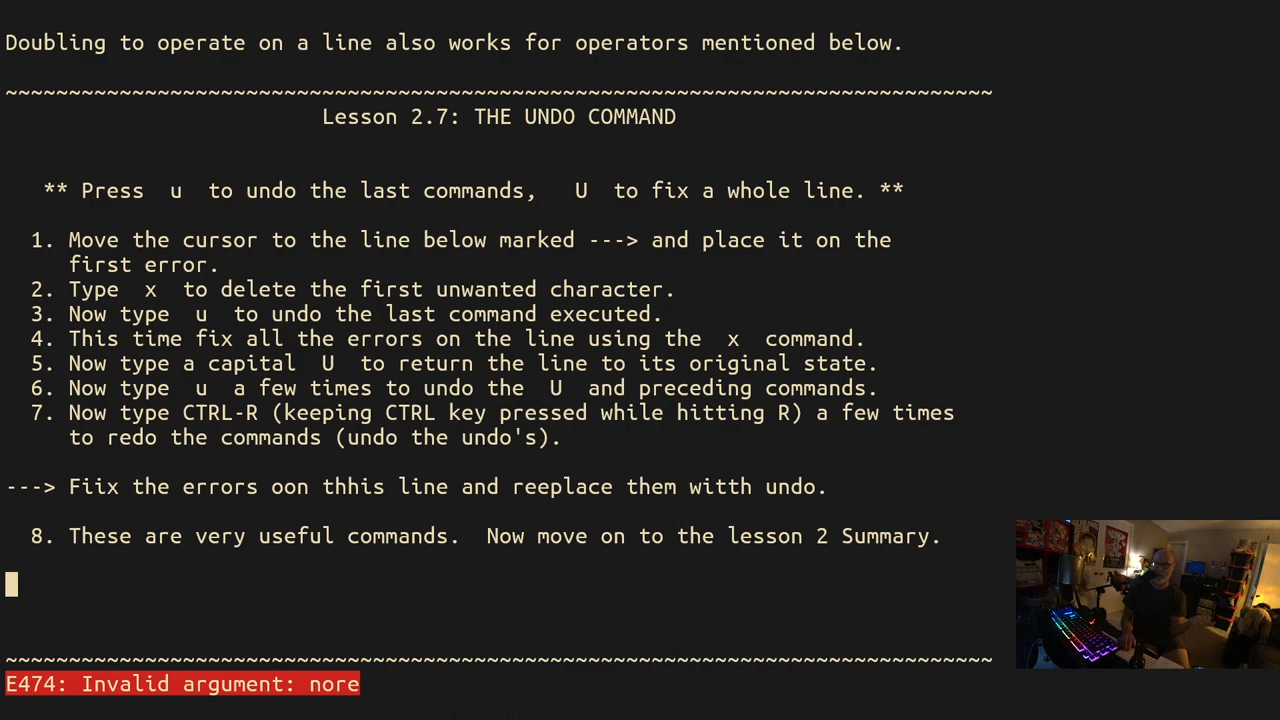 Doubling to operate on a line also works for operators mentioned below.
~~~~~~~~~~~~~~~~~~~~~~~~~~~~~~~~~~~~~~~~~~~~~~~~~~~~~~~~~~~~~~~~~~~~~~~~~~~~~~
Lesson 2.7: THE UNDO COMMAND
** Press  u  to undo the last commands,   U  to fix a whole line. **
1. Move the cursor to the line below marked ---> and place it on the
first error.
2. Type  x  to delete the first unwanted character.
3. Now type  u  to undo the last command executed.
4. This time fix all the errors on the line using the  x  command.
5. Now type a capital  U  to return the line to its original state.
6. Now type  u  a few times to undo the  U  and preceding commands.
7. Now type CTRL-R (keeping CTRL key pressed while hitting R) a few times
to redo the commands (undo the undo's).
---> Fiix the errors oon thhis line and reeplace them witth undo.
8. These are very useful commands.  Now move on to the lesson 2 Summary.
~~~~~~~~~~~~~~~~~~~~~~~~~~~~~~~~~~~~~~~~~~~~~~~~~~~~~~~~~~~~~~~~~~~~~~~~~~~~~~
E474: Invalid argument: nore